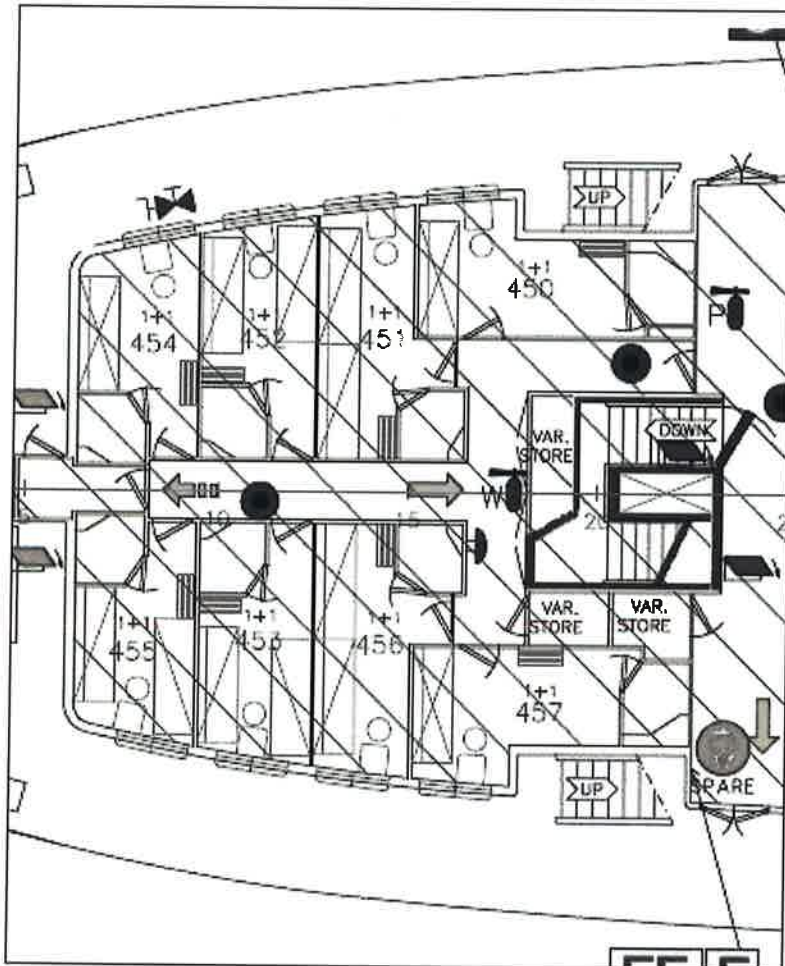 UP
H
1+1
450
1+1
454
1+1
452
1+1
451
P
VAR.
STORE
DOWN
W
10
15
20
VAR.
STORE
VAR.
STORE
1+1
455
1+1
453
1+1
456
1+1
457
UP
SPARE